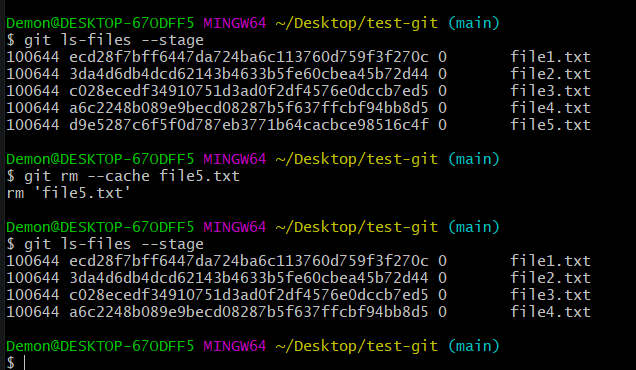 Demon@DESKTOP-67ODFF5 MINGW64 ~/Desktop/test-git (main)
$ git ls-files --stage
100644 ecd28f7bff6447da724ba6c113760d759f3f270c 0	file1.txt
100644 3da4d6db4dcd62143b4633b5fe60cbea45b72d44 0	file2.txt
100644 c028ecedf34910751d3ad0f2df4576e0dccb7ed5 0	file3.txt
100644 a6c2248b089e9becd08287b5f637ffcbf94bb8d5 0	file4.txt
100644 d9e5287c6f5f0d787eb3771b64cacbce98516c4f 0	file5.txt
Demon@DESKTOP-67ODFF5 MINGW64 ~/Desktop/test-git (main)
$ git rm --cache file5.txt
rm 'file5.txt'
Demon@DESKTOP-67ODFF5 MINGW64 ~/Desktop/test-git (main)
$ git ls-files --stage
100644 ecd28f7bff6447da724ba6c113760d759f3f270c 0	file1.txt
100644 3da4d6db4dcd62143b4633b5fe60cbea45b72d44 0	file2.txt
100644 c028ecedf34910751d3ad0f2df4576e0dccb7ed5 0	file3.txt
100644 a6c2248b089e9becd08287b5f637ffcbf94bb8d5 0	file4.txt
Demon@DESKTOP-67ODFF5 MINGW64 ~/Desktop/test-git (main)
$